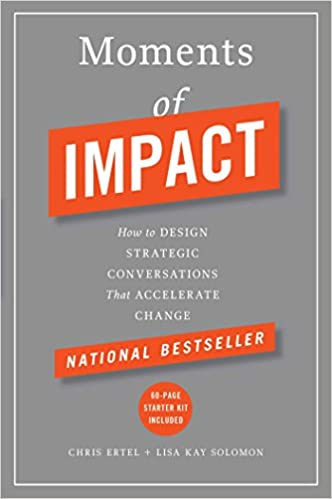 Moments
of
IMPACT
How to DESIGN
STRATEGIC
CONVERSATIONS
That ACCELERATE
CHANGE
NATIONAL BESTSELLER
60-PAGE
STARTER KIT
INCLUDED
CHRIS ERTEL + LISA KAY SOLOMON